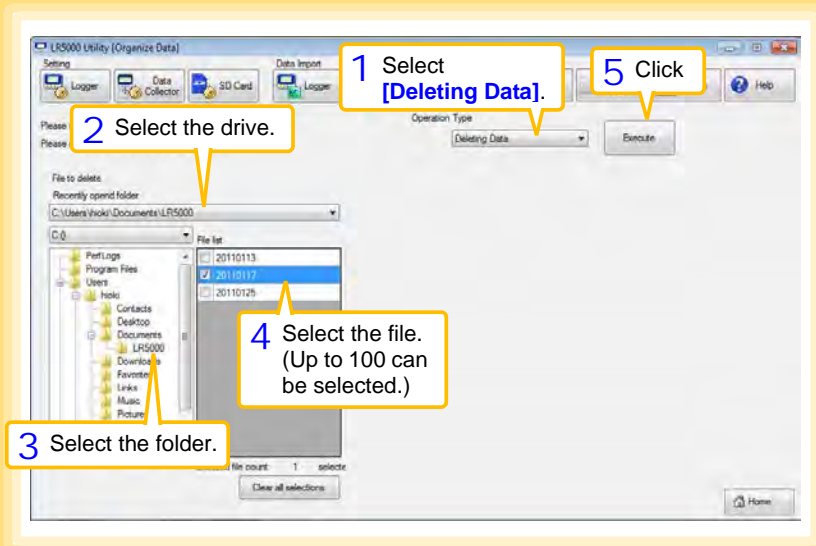 LR5000 Utility [Organize Data]
Setting
Data Import
Logger
Data
Collector
SD Card
Logger
Help
1 Select
[Deleting Data].
5 Click
Please
Please
2 Select the drive.
Operation Type
Deleting Data
Execute
File to delete
Recently opend folder
C:\Users\hioki\Documents\LR5000
C:()
File list
PerfLogs
Program Files
Users
hioki
Contacts
Desktop
Documents
LR5000
Downloads
Favorites
Links
Music
Picture
20110113
20110117
20110125
4 Select the file.
(Up to 100 can
be selected.)
3 Select the folder.
file count 1 selecte
Clear all selections
Home